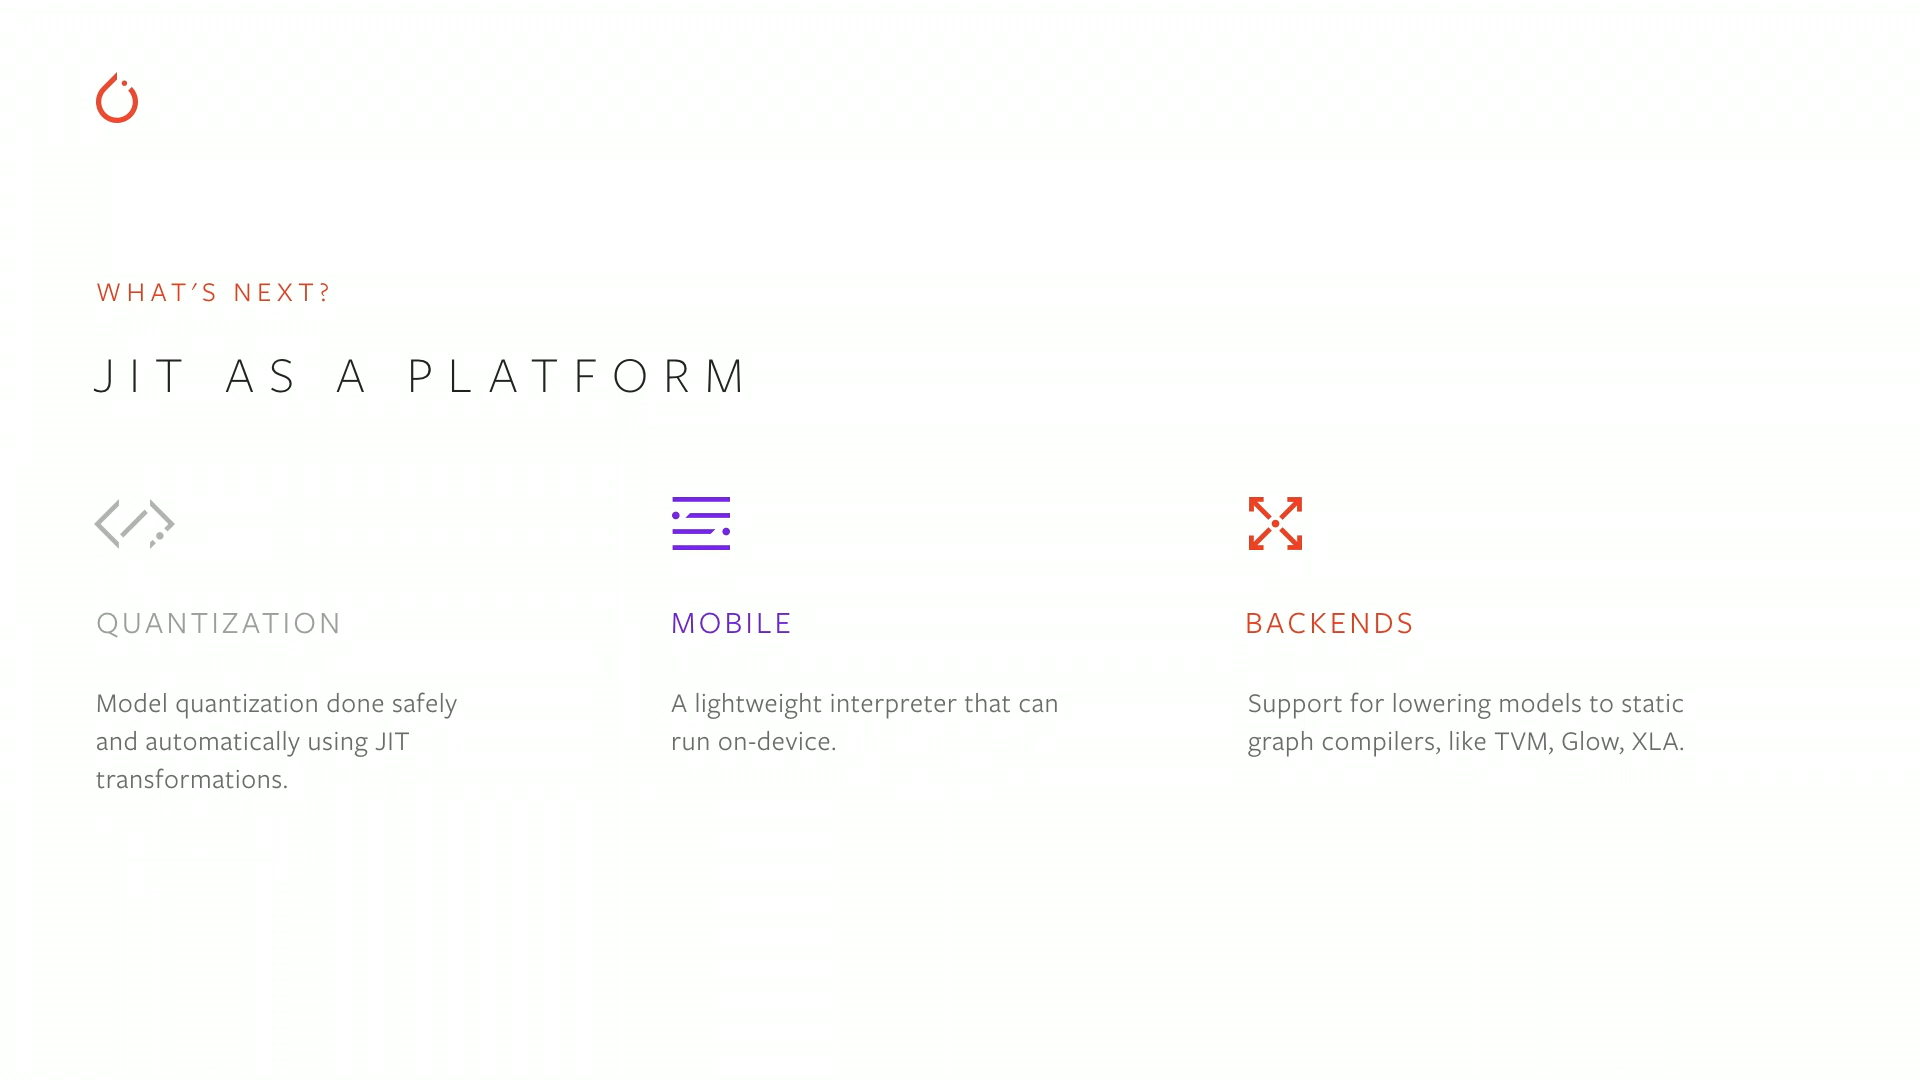 WHAT'S NEXT?
JIT AS A PLATFORM
QUANTIZATION
Model quantization done safely
and automatically using JIT
transformations.
MOBILE
A lightweight interpreter that can
run on-device.
BACKENDS
Support for lowering models to static
graph compilers, like TVM, Glow, XLA.